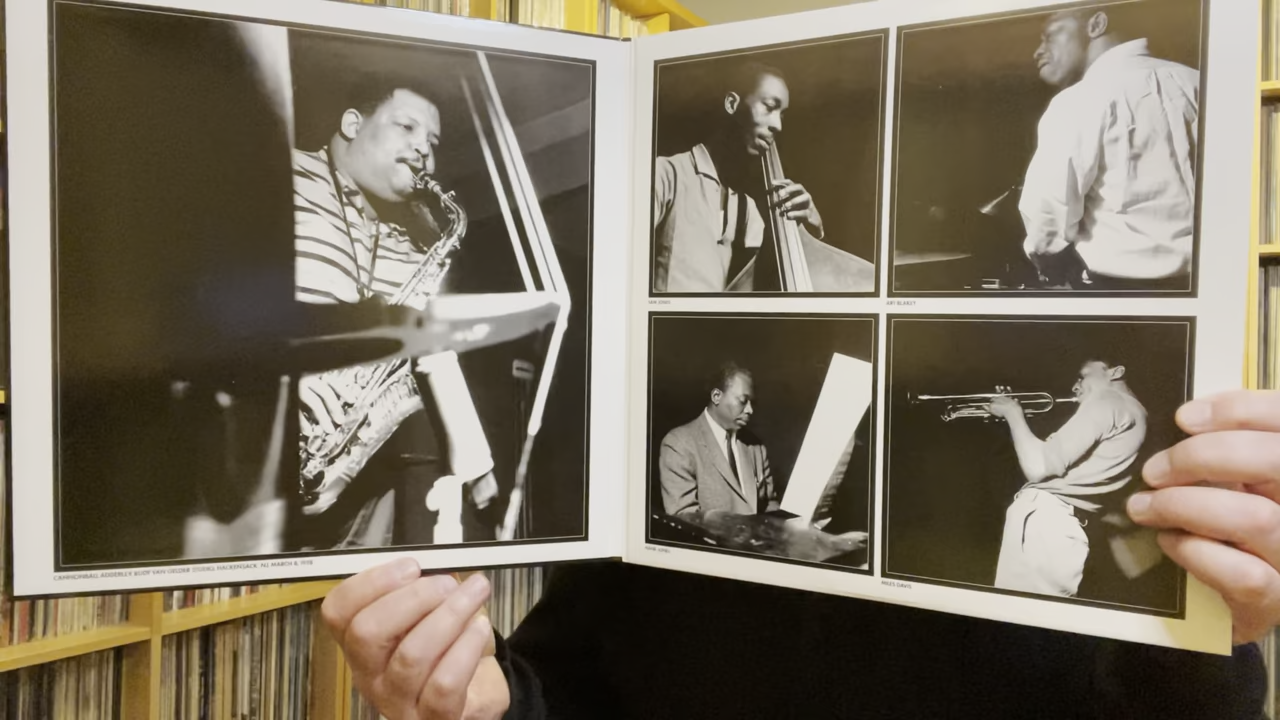 CANNONBALL ADDERLEY, RUDY VAN GELDER STUDIO, HACKENSACK, NJ, MARCH 9, 1958
SAM JONES
ART BLAKEY
HANK JONES
MILES DAVIS